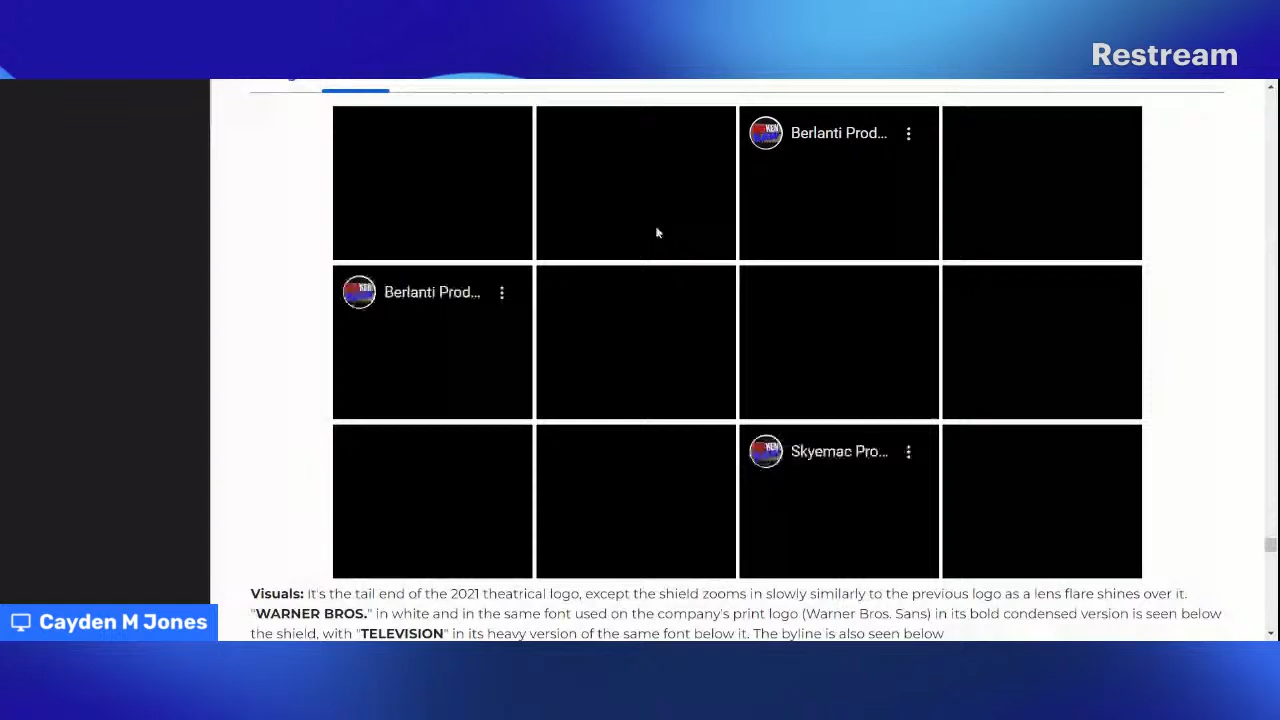 Restream
Berlanti Prod...
Berlanti Prod...
Skyemac Pro...
Visuals: It's the tail end of the 2021 theatrical logo, except the shield zooms in slowly similarly to the previous logo as a lens flare shines over it.
"WARNER BROS." in white and in the same font used on the company's print logo (Warner Bros. Sans) in its bold condensed version is seen below
the shield, with "TELEVISION" in its heavy version of the same font below it. The byline is also seen below
Cayden M Jones